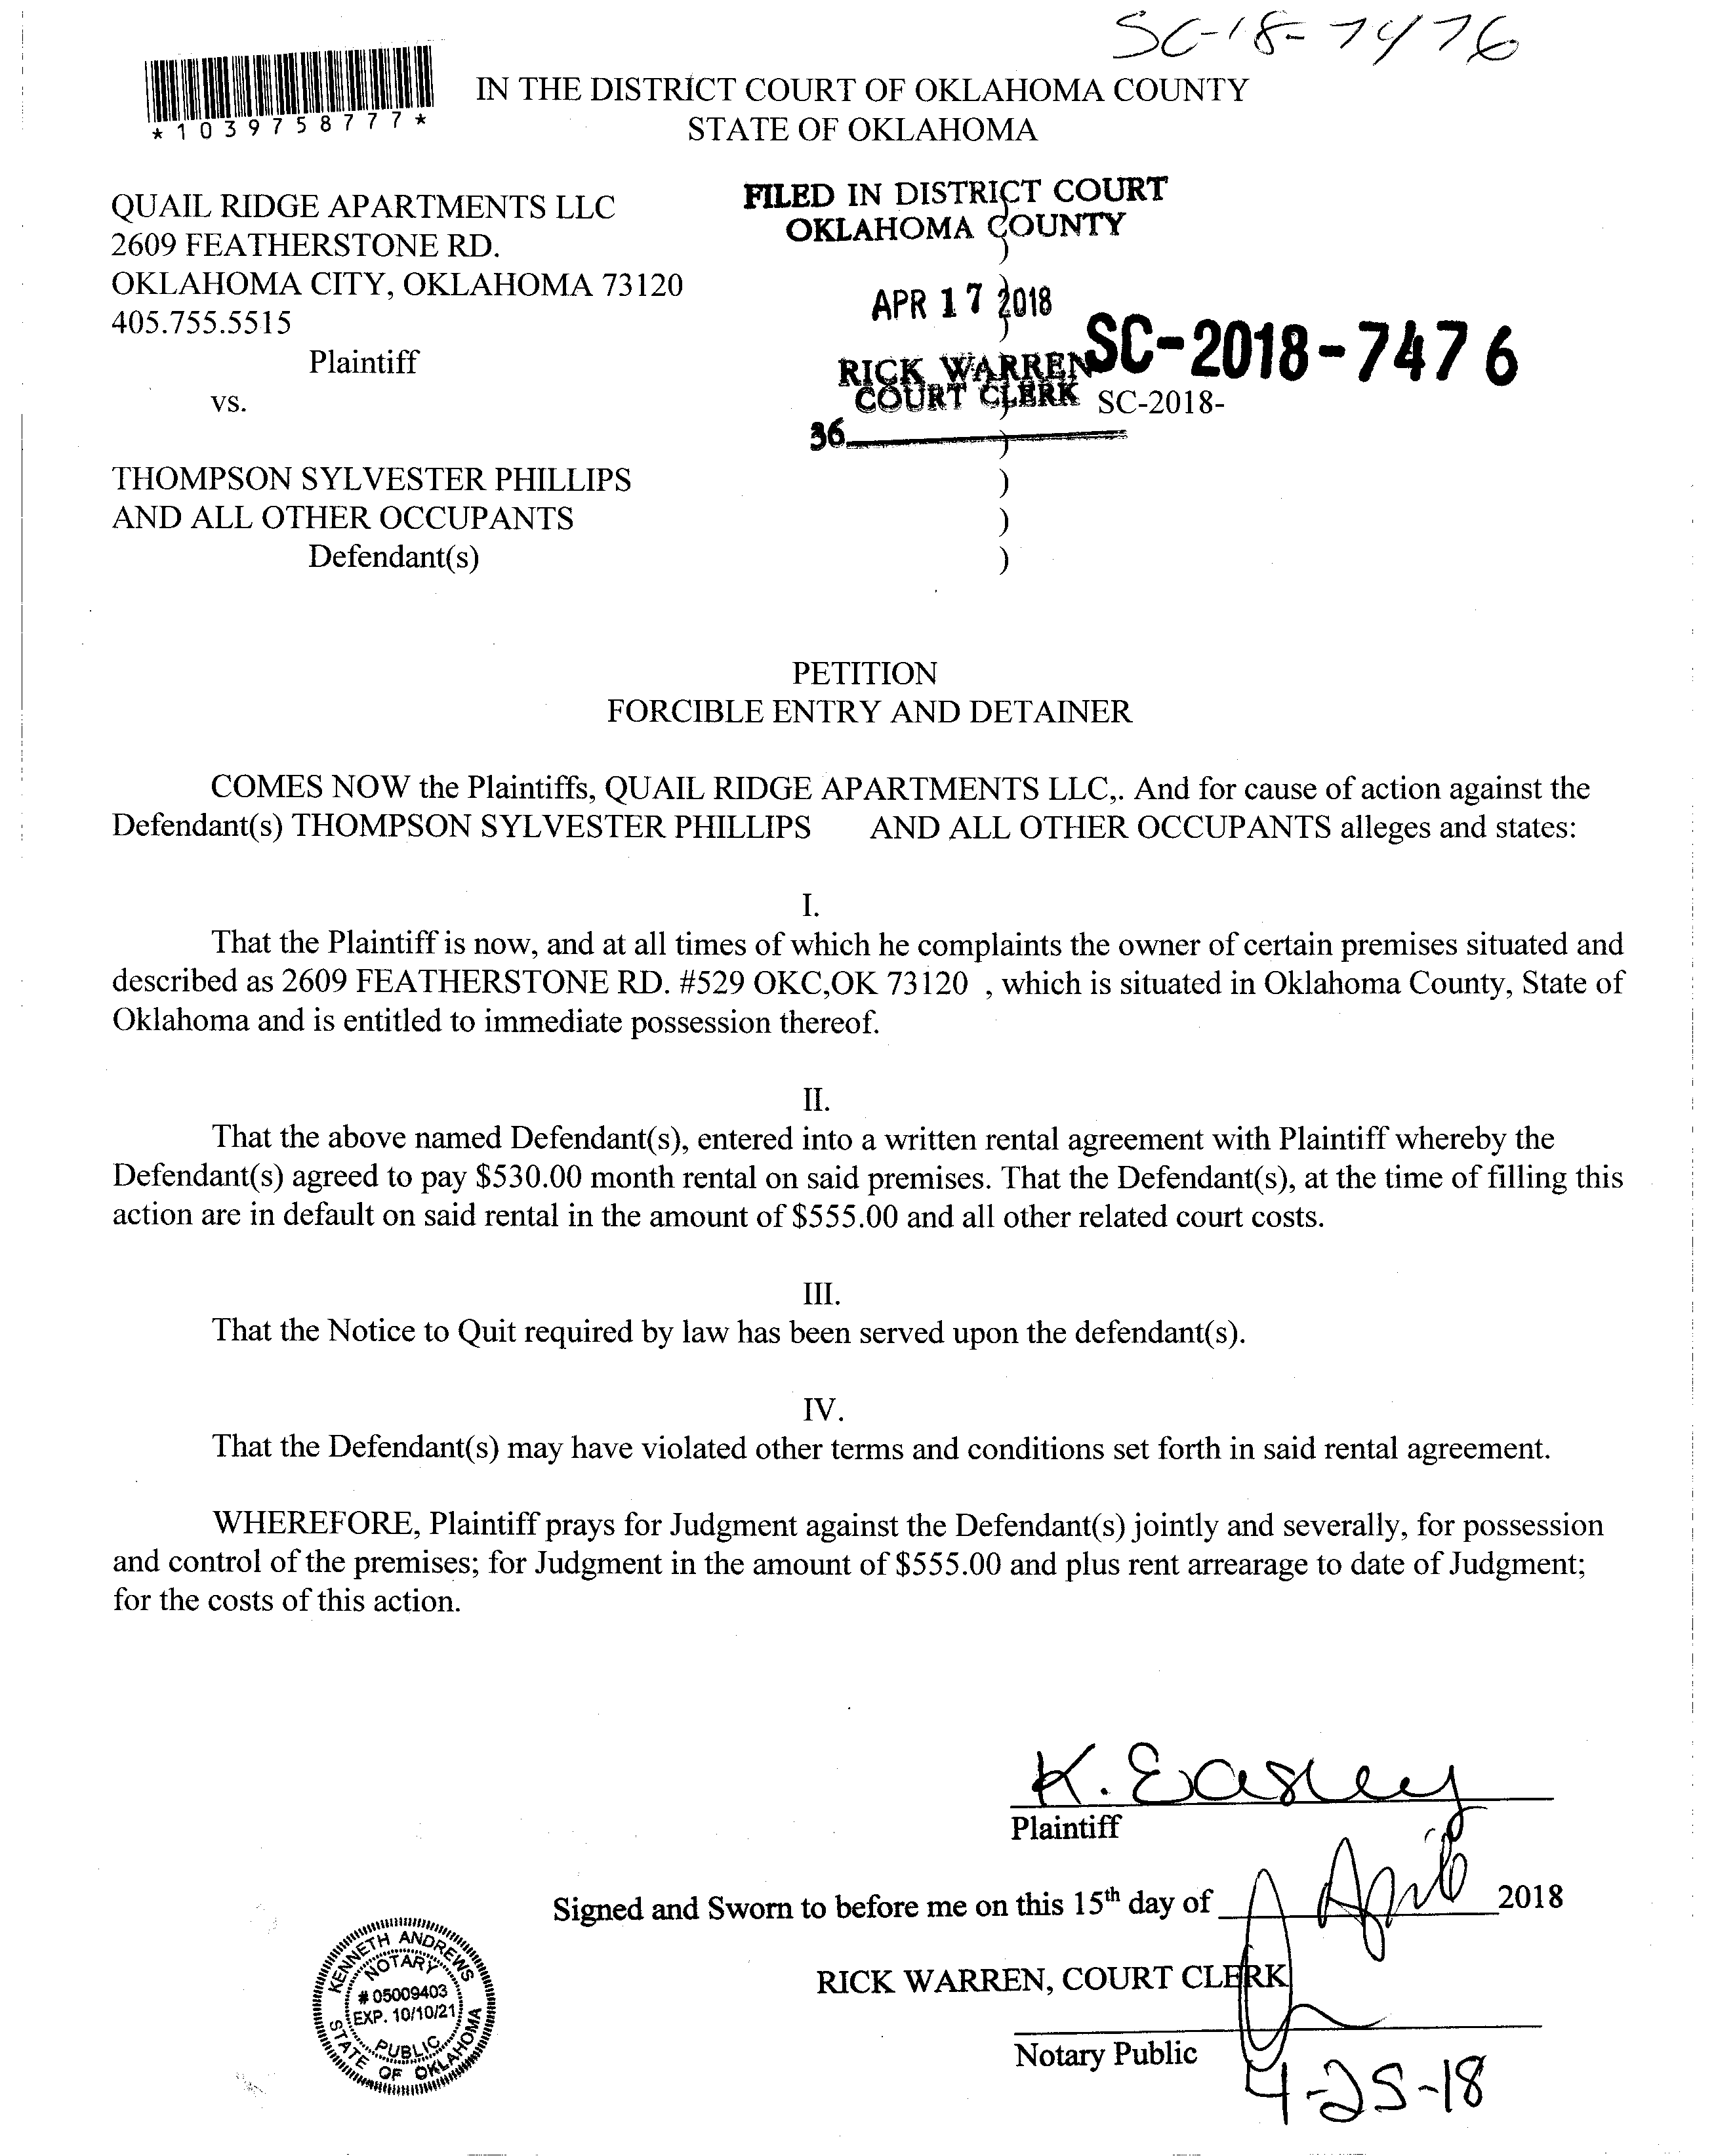 SC-18-7476
*1039758777*
IN THE DISTRICT COURT OF OKLAHOMA COUNTY
STATE OF OKLAHOMA
QUAIL RIDGE APARTMENTS LLC
2609 FEATHERSTONE RD.
OKLAHOMA CITY, OKLAHOMA 73120
405.755.5515
Plaintiff
vs.
THOMPSON SYLVESTER PHILLIPS
AND ALL OTHER OCCUPANTS
Defendant(s)
FILED IN DISTRICT COURT
OKLAHOMA COUNTY
)
)
APR 17 2018
)
RICK WARREN
COURT CLERK
36
SC-2018-7476
SC-2018-
)
)
)
)
PETITION
FORCIBLE ENTRY AND DETAINER
COMES NOW the Plaintiffs, QUAIL RIDGE APARTMENTS LLC,. And for cause of action against the
Defendant(s) THOMPSON SYLVESTER PHILLIPS AND ALL OTHER OCCUPANTS alleges and states:
I.
That the Plaintiff is now, and at all times of which he complaints the owner of certain premises situated and
described as 2609 FEATHERSTONE RD. #529 OKC,OK 73120 , which is situated in Oklahoma County, State of
Oklahoma and is entitled to immediate possession thereof.
II.
That the above named Defendant(s), entered into a written rental agreement with Plaintiff whereby the
Defendant(s) agreed to pay $530.00 month rental on said premises. That the Defendant(s), at the time of filling this
action are in default on said rental in the amount of $555.00 and all other related court costs.
III.
That the Notice to Quit required by law has been served upon the defendant(s).
IV.
That the Defendant(s) may have violated other terms and conditions set forth in said rental agreement.
WHEREFORE, Plaintiff prays for Judgment against the Defendant(s) jointly and severally, for possession
and control of the premises; for Judgment in the amount of $555.00 and plus rent arrearage to date of Judgment;
for the costs of this action.
K. Easley
Plaintiff
Signed and Sworn to before me on this 15th day of April 2018
RICK WARREN, COURT CLERK
Notary Public
4-25-18
KENNETH ANDREWS
NOTARY
# 05009403
EXP. 10/10/21
PUBLIC
STATE OF OKLAHOMA